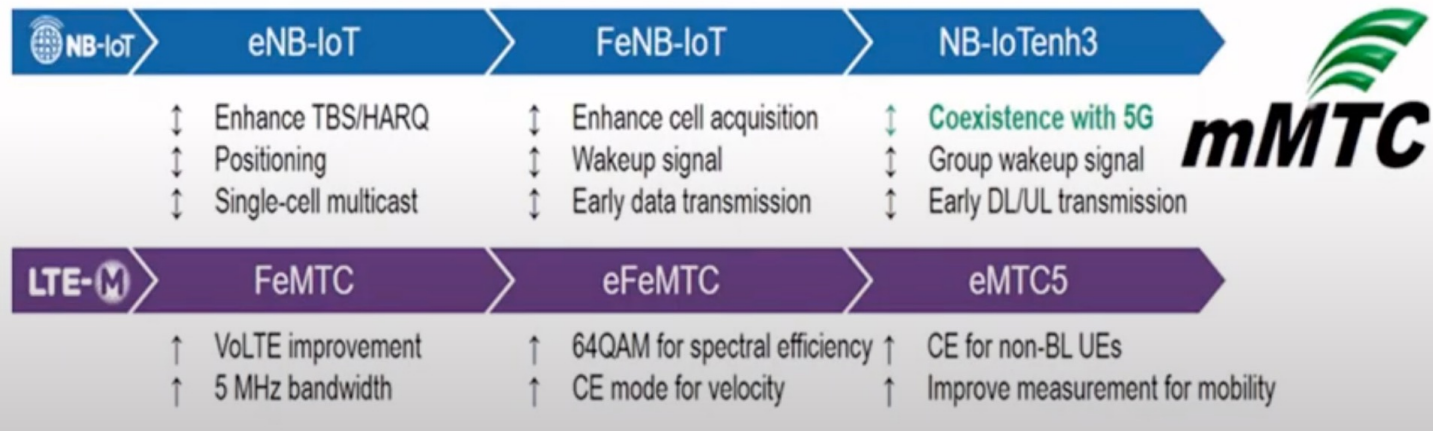 NB-IoT eNB-IoT FeNB-IoT NB-IoTenh3
↕ Enhance TBS/HARQ ↕ Enhance cell acquisition ↕ Coexistence with 5G
↕ Positioning ↕ Wakeup signal ↕ Group wakeup signal
↕ Single-cell multicast ↕ Early data transmission ↕ Early DL/UL transmission
mMTC
LTE-M FeMTC eFeMTC eMTC5
↑ VoLTE improvement ↑ 64QAM for spectral efficiency ↑ CE for non-BL UEs
↑ 5 MHz bandwidth ↑ CE mode for velocity ↑ Improve measurement for mobility